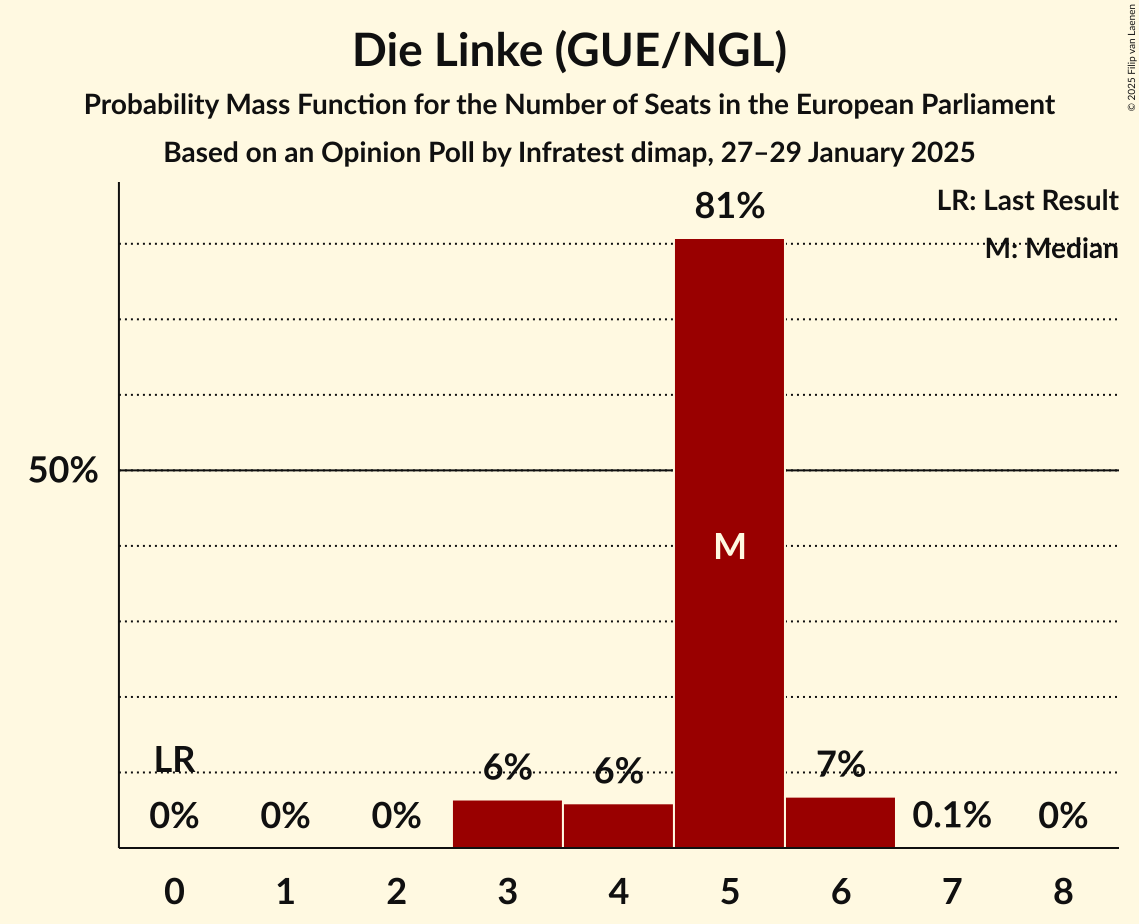 Die Linke (GUE/NGL)
Probability Mass Function for the Number of Seats in the European Parliament
Based on an Opinion Poll by Infratest dimap, 27–29 January 2025
© 2025 Filip van Laenen
LR: Last Result
M: Median
81%
50%
M
LR
0%
0%
0%
6%
6%
7%
0.1%
0%
0
1
2
3
4
5
6
7
8